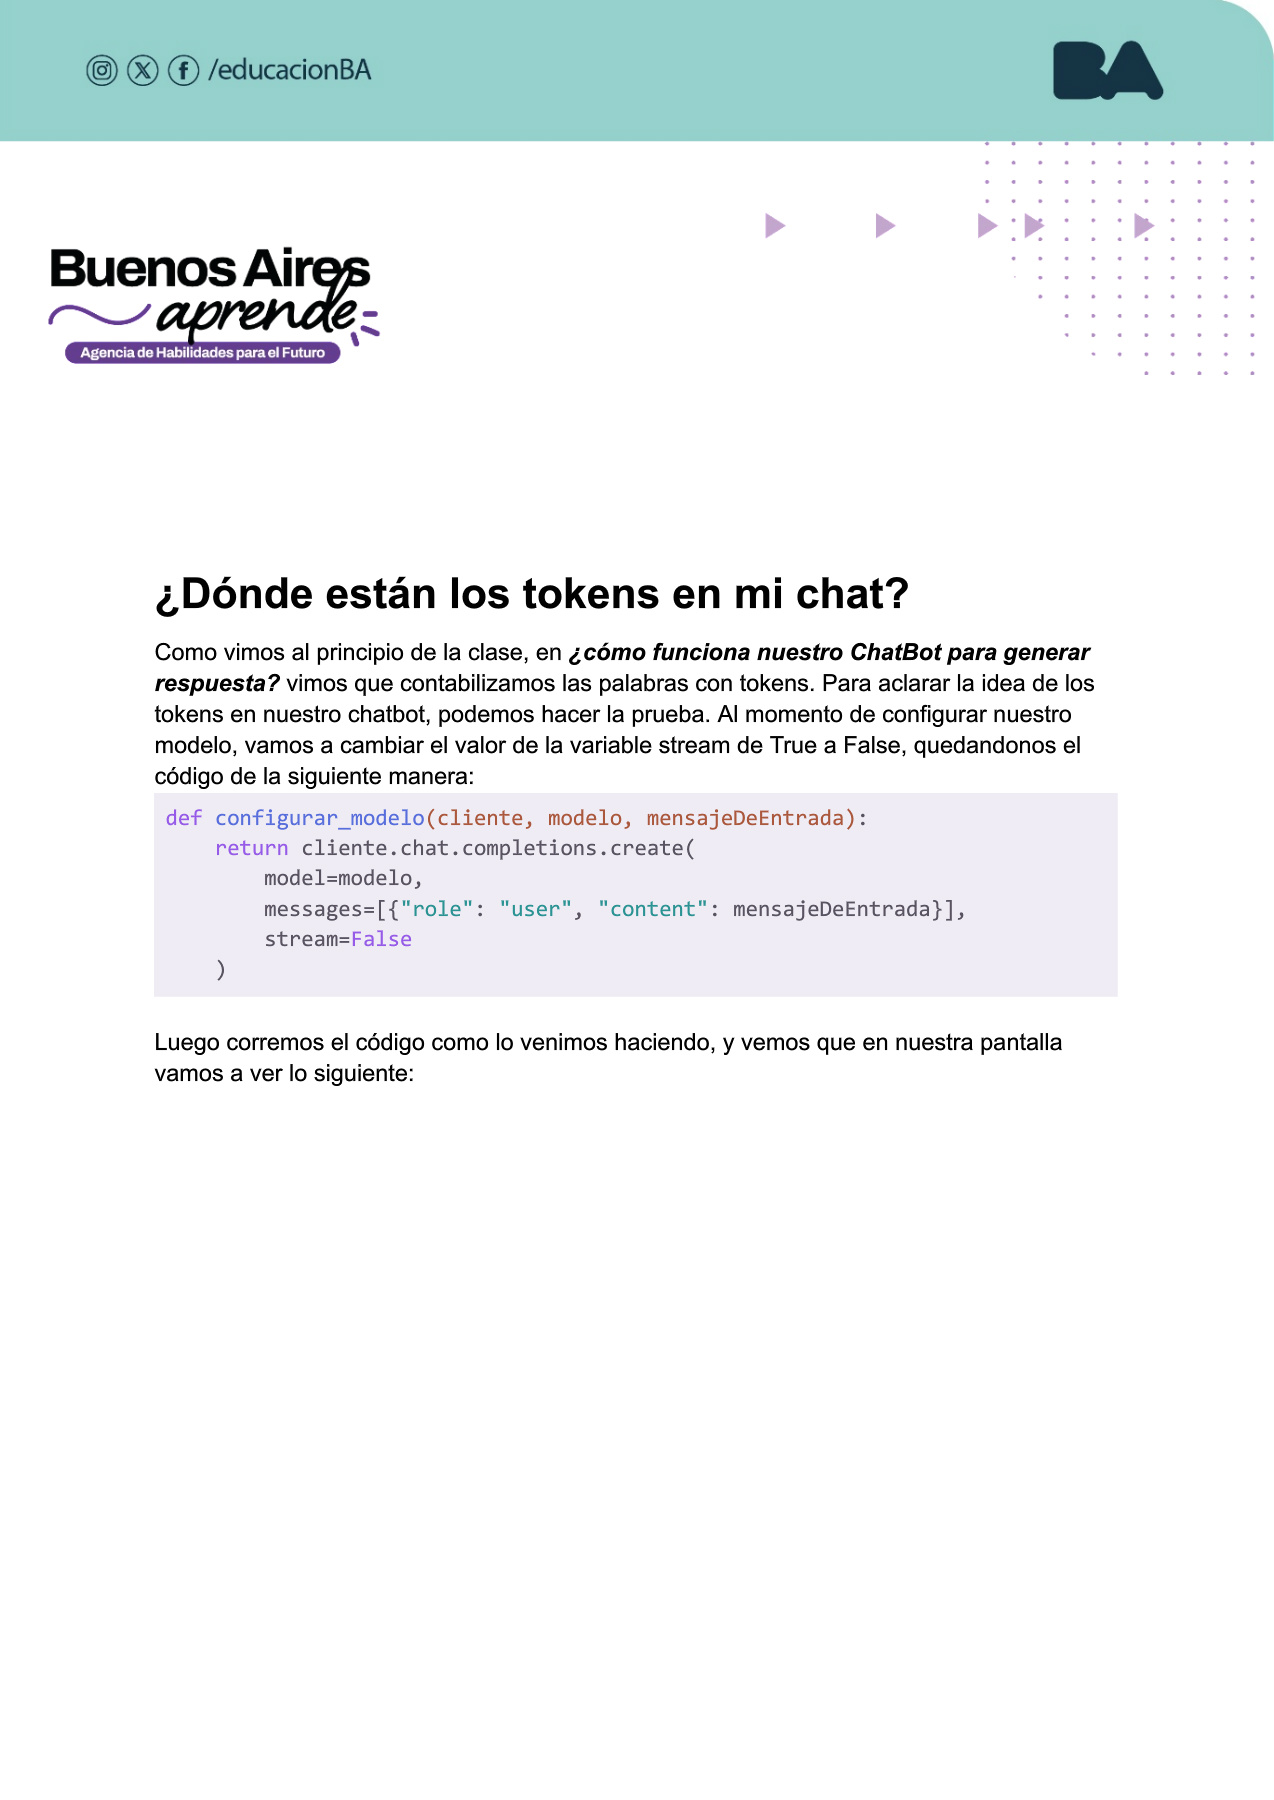 /educacionBA
BA
Buenos Aires
aprende
Agencia de Habilidades para el Futuro
¿Dónde están los tokens en mi chat?
Como vimos al principio de la clase, en ¿cómo funciona nuestro ChatBot para generar
respuesta? vimos que contabilizamos las palabras con tokens. Para aclarar la idea de los
tokens en nuestro chatbot, podemos hacer la prueba. Al momento de configurar nuestro
modelo, vamos a cambiar el valor de la variable stream de True a False, quedandonos el
código de la siguiente manera:
def configurar_modelo(cliente, modelo, mensajeDeEntrada):
    return cliente.chat.completions.create(
        model=modelo,
        messages=[{"role": "user", "content": mensajeDeEntrada}],
        stream=False
    )
Luego corremos el código como lo venimos haciendo, y vemos que en nuestra pantalla
vamos a ver lo siguiente: